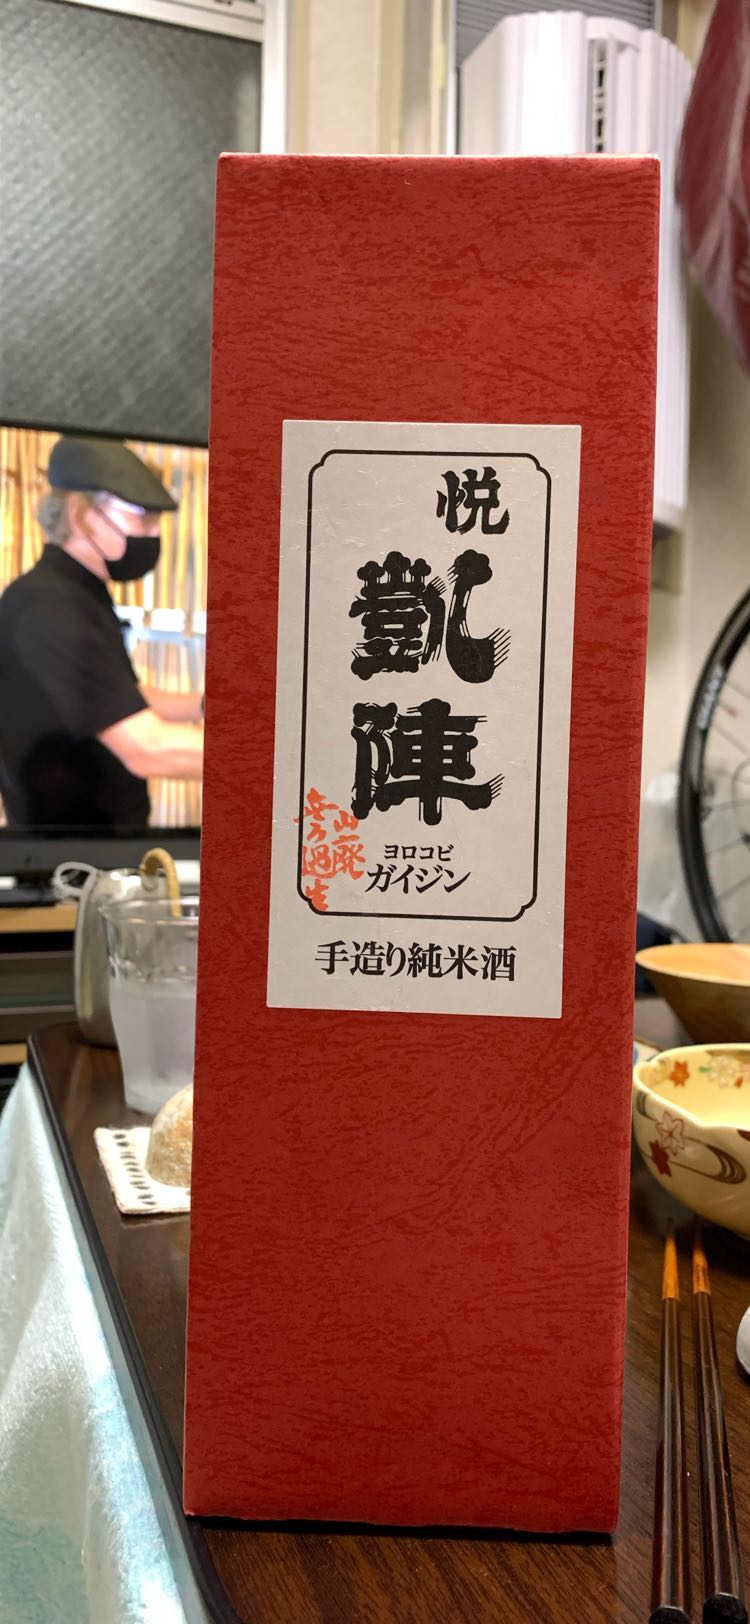 悦
凱
陣
ヨロコビ
ガイジン
山廃
無ろ過生
手造り純米酒